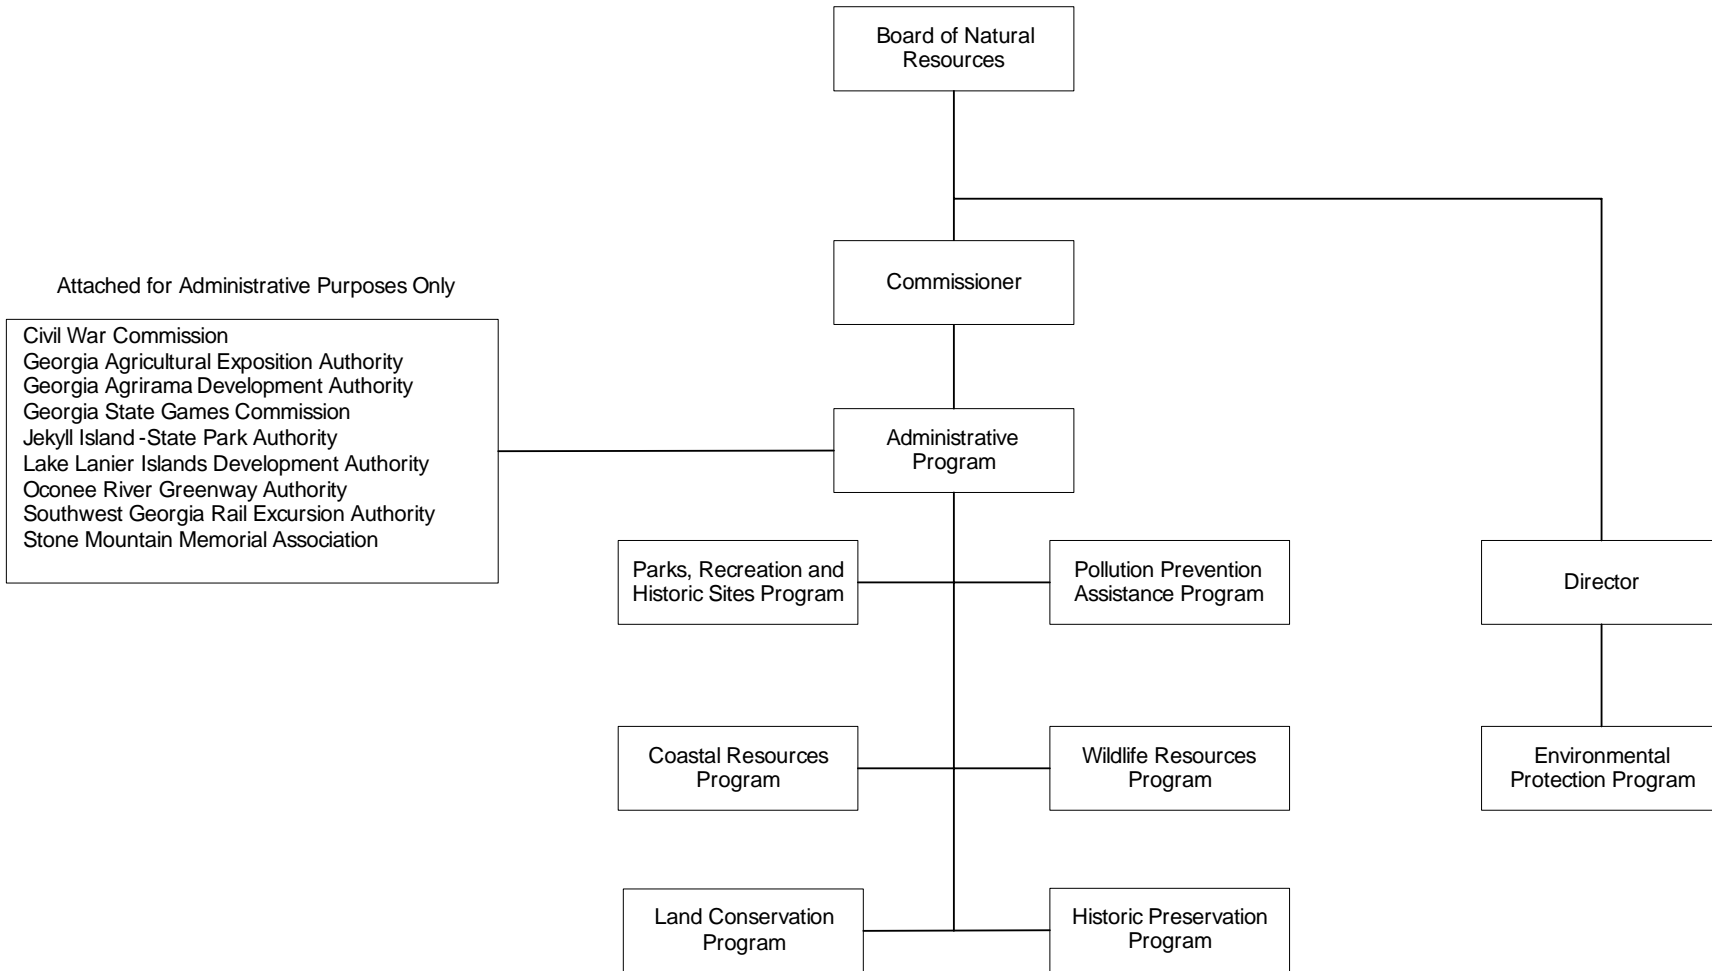 Board of Natural
Resources
Commissioner
Attached for Administrative Purposes Only
Civil War Commission
Georgia Agricultural Exposition Authority
Georgia Agrirama Development Authority
Georgia State Games Commission
Jekyll Island -State Park Authority
Lake Lanier Islands Development Authority
Oconee River Greenway Authority
Southwest Georgia Rail Excursion Authority
Stone Mountain Memorial Association
Administrative
Program
Parks, Recreation and
Historic Sites Program
Pollution Prevention
Assistance Program
Director
Coastal Resources
Program
Wildlife Resources
Program
Environmental
Protection Program
Land Conservation
Program
Historic Preservation
Program